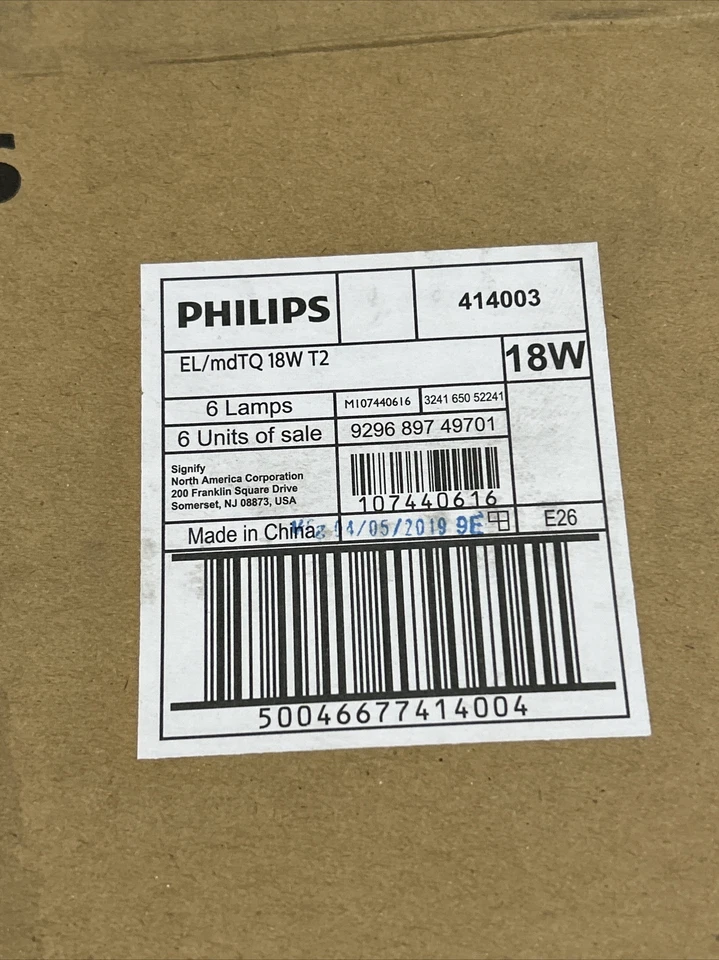 PHILIPS
414003
EL/mdTQ 18W T2
18W
6 Lamps
M107440616
3241 650 52241
6 Units of sale
9296 897 49701
Signify
North America Corporation
200 Franklin Square Drive
Somerset, NJ 08873, USA
107440616
Made in China
04/05/2019 9E
E26
50046677414004